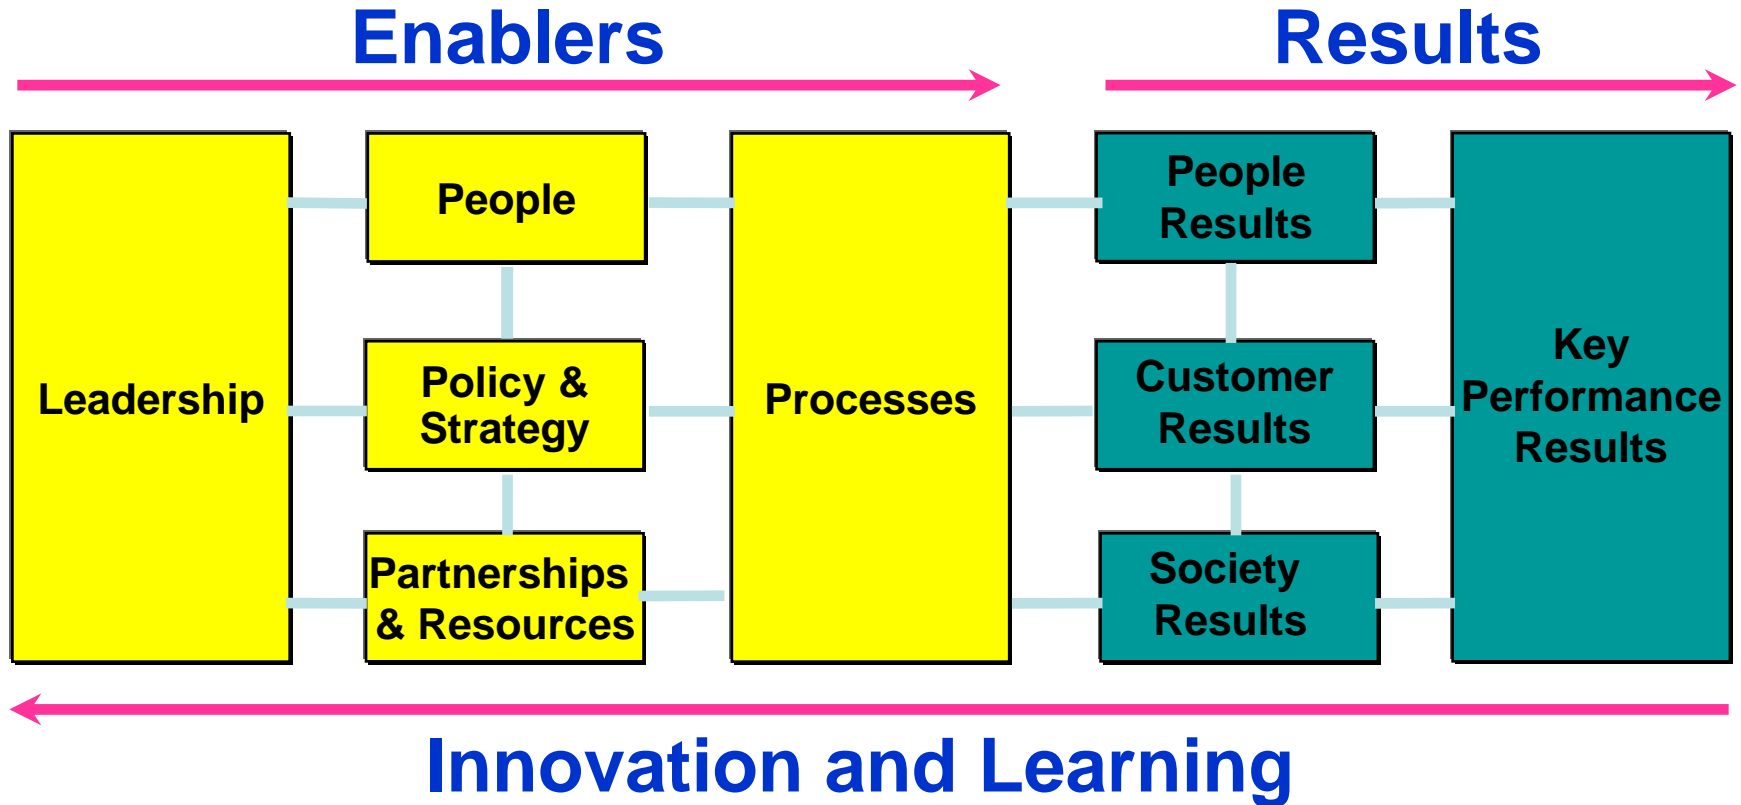 Enablers
Results
Leadership
People
Policy &
Strategy
Partnerships
& Resources
Processes
People
Results
Customer
Results
Society
Results
Key
Performance
Results
Innovation and Learning